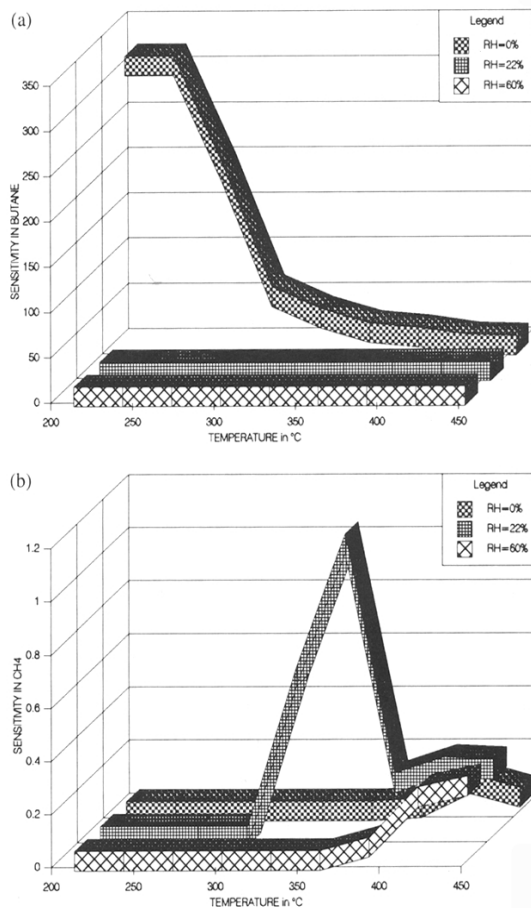 (a)
Legend
RH=0%
RH=22%
RH=60%
350
300
250
200
150
100
50
0
SENSITIVITY IN BUTANE
200 250 300 350 400 450
TEMPERATURE in °C
(b)
Legend
RH=0%
RH=22%
RH=60%
1.2
1
0.8
0.6
0.4
0.2
0
SENSITIVITY IN CH4
200 250 300 350 400 450
TEMPERATURE in °C